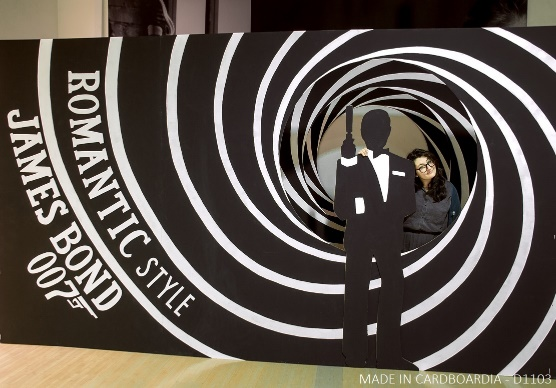 ROMANTIC STYLE
JAMES BOND
007
MADE IN CARDBOARDIA - D1103